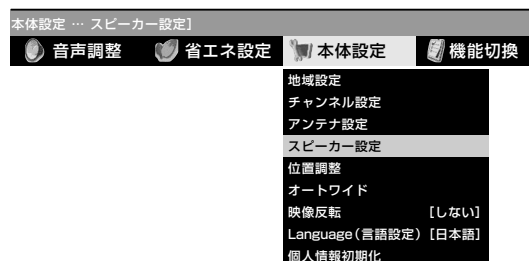 本体設定 … スピーカー設定]
音声調整 省エネ設定 本体設定 機能切換
地域設定
チャンネル設定
アンテナ設定
スピーカー設定
位置調整
オートワイド
映像反転 [しない]
Language(言語設定) [日本語]
個人情報初期化